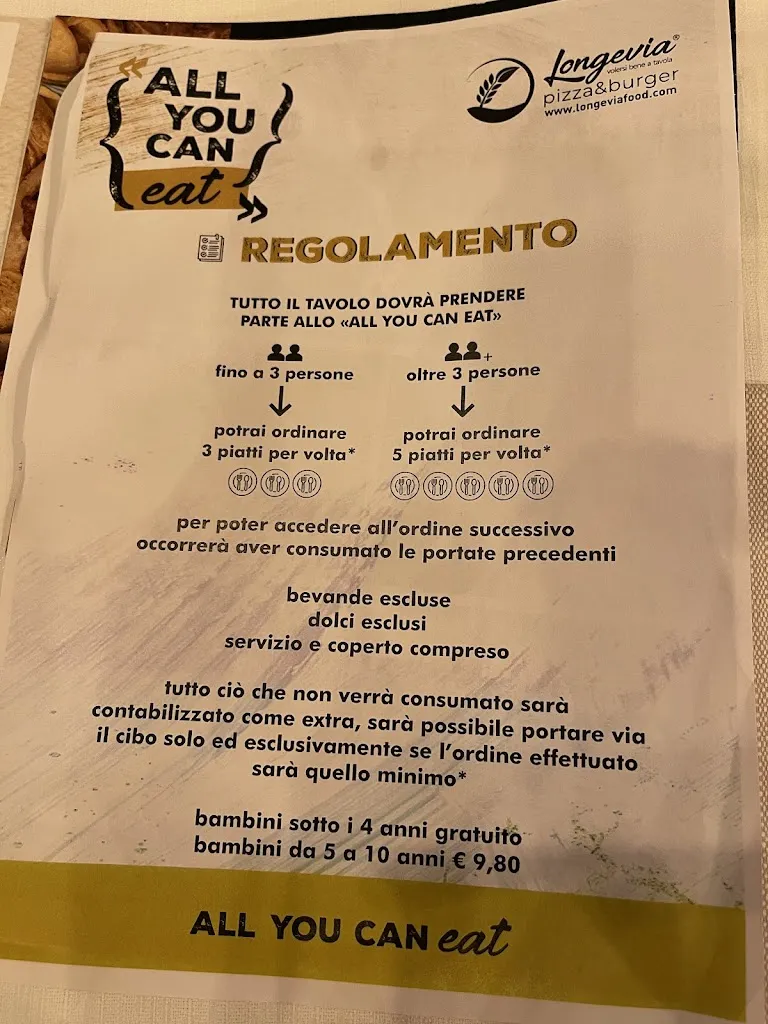 « ALL
YOU
CAN
eat »
Longevia®
volersi bene a tavola
pizza&burger
www.longeviafood.com
REGOLAMENTO
TUTTO IL TAVOLO DOVRÀ PRENDERE
PARTE ALLO «ALL YOU CAN EAT»
fino a 3 persone
potrai ordinare
3 piatti per volta*
+
oltre 3 persone
potrai ordinare
5 piatti per volta*
per poter accedere all'ordine successivo
occorrerà aver consumato le portate precedenti
bevande escluse
dolci esclusi
servizio e coperto compreso
tutto ciò che non verrà consumato sarà
contabilizzato come extra, sarà possibile portare via
il cibo solo ed esclusivamente se l'ordine effettuato
sarà quello minimo*
bambini sotto i 4 anni gratuito
bambini da 5 a 10 anni € 9,80
ALL YOU CAN eat